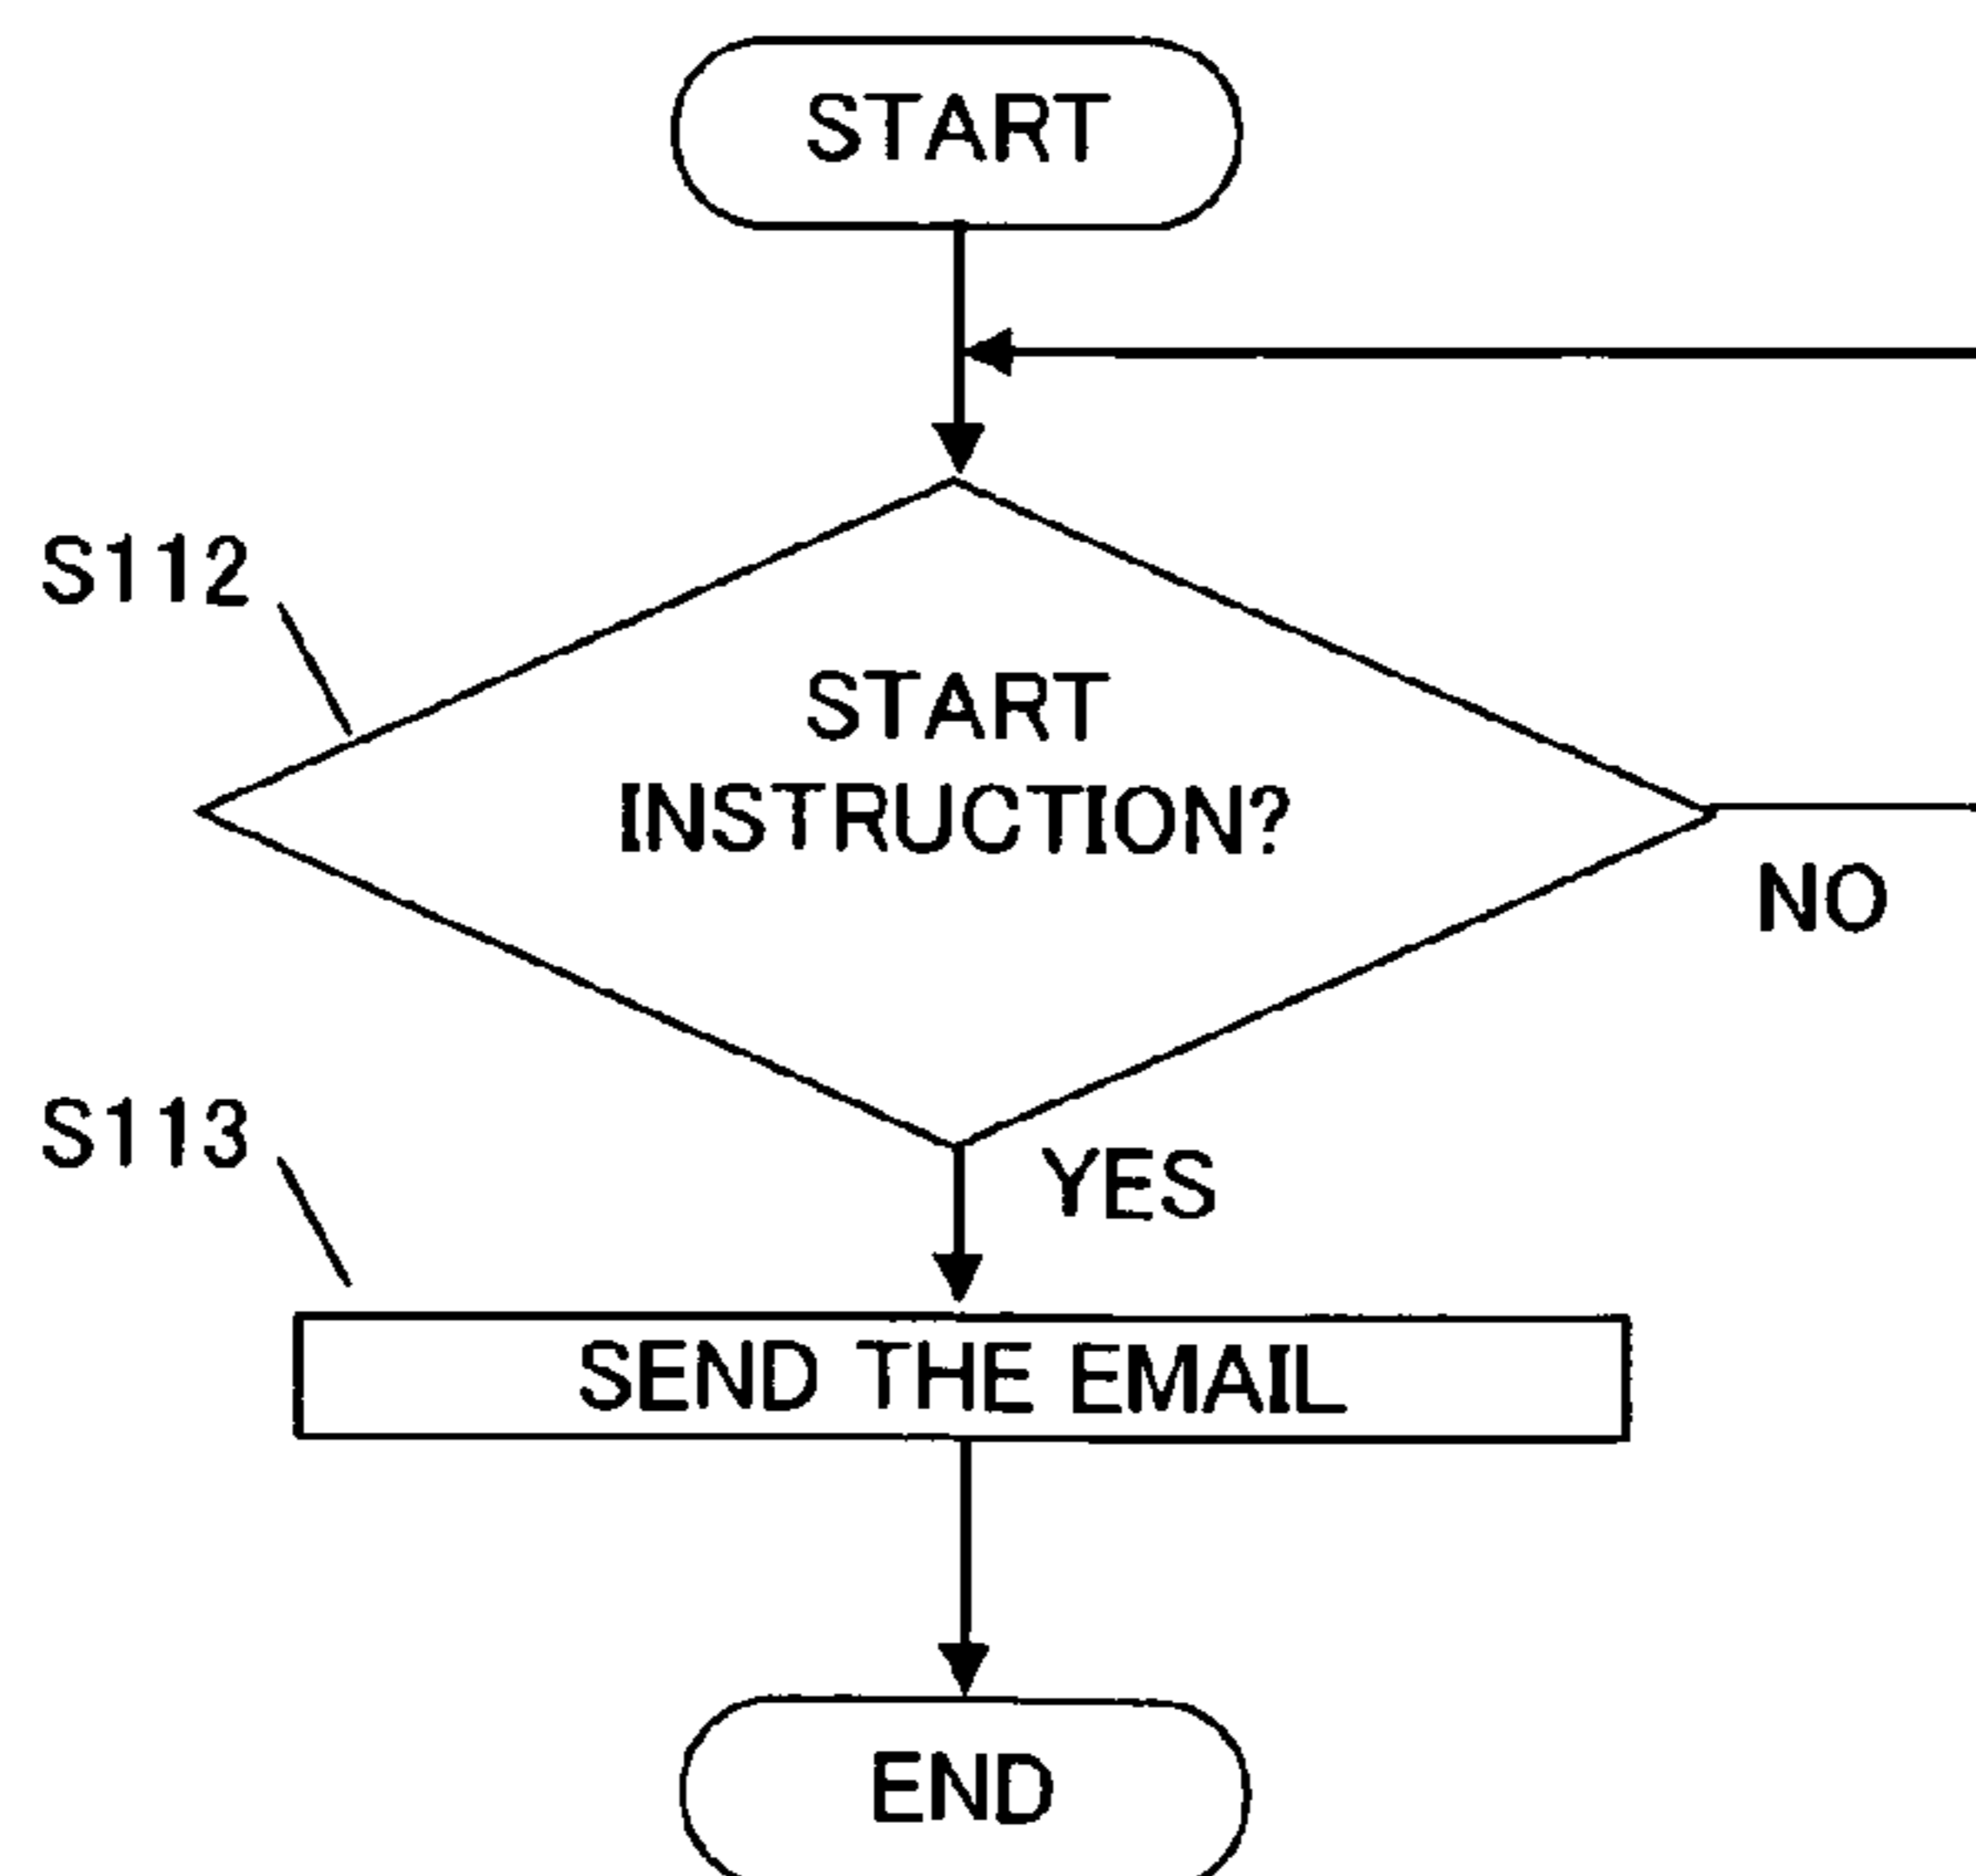 START
S112
START
INSTRUCTION?
NO
S113
YES
SEND THE EMAIL
END